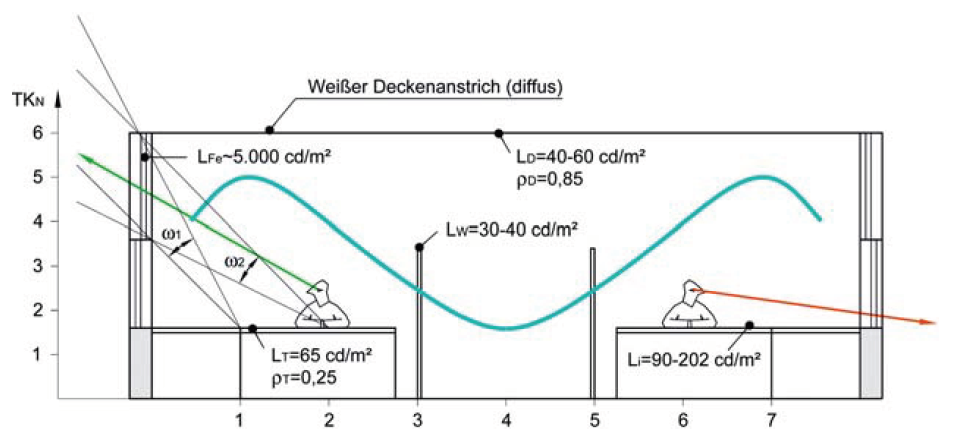 Weißer Deckenanstrich (diffus)
TKN
6
5
4
3
2
1
LFe~5.000 cd/m²
LD=40-60 cd/m²
ρD=0,85
ω1
ω2
LW=30-40 cd/m²
LT=65 cd/m²
ρT=0,25
Li=90-202 cd/m²
1 2 3 4 5 6 7